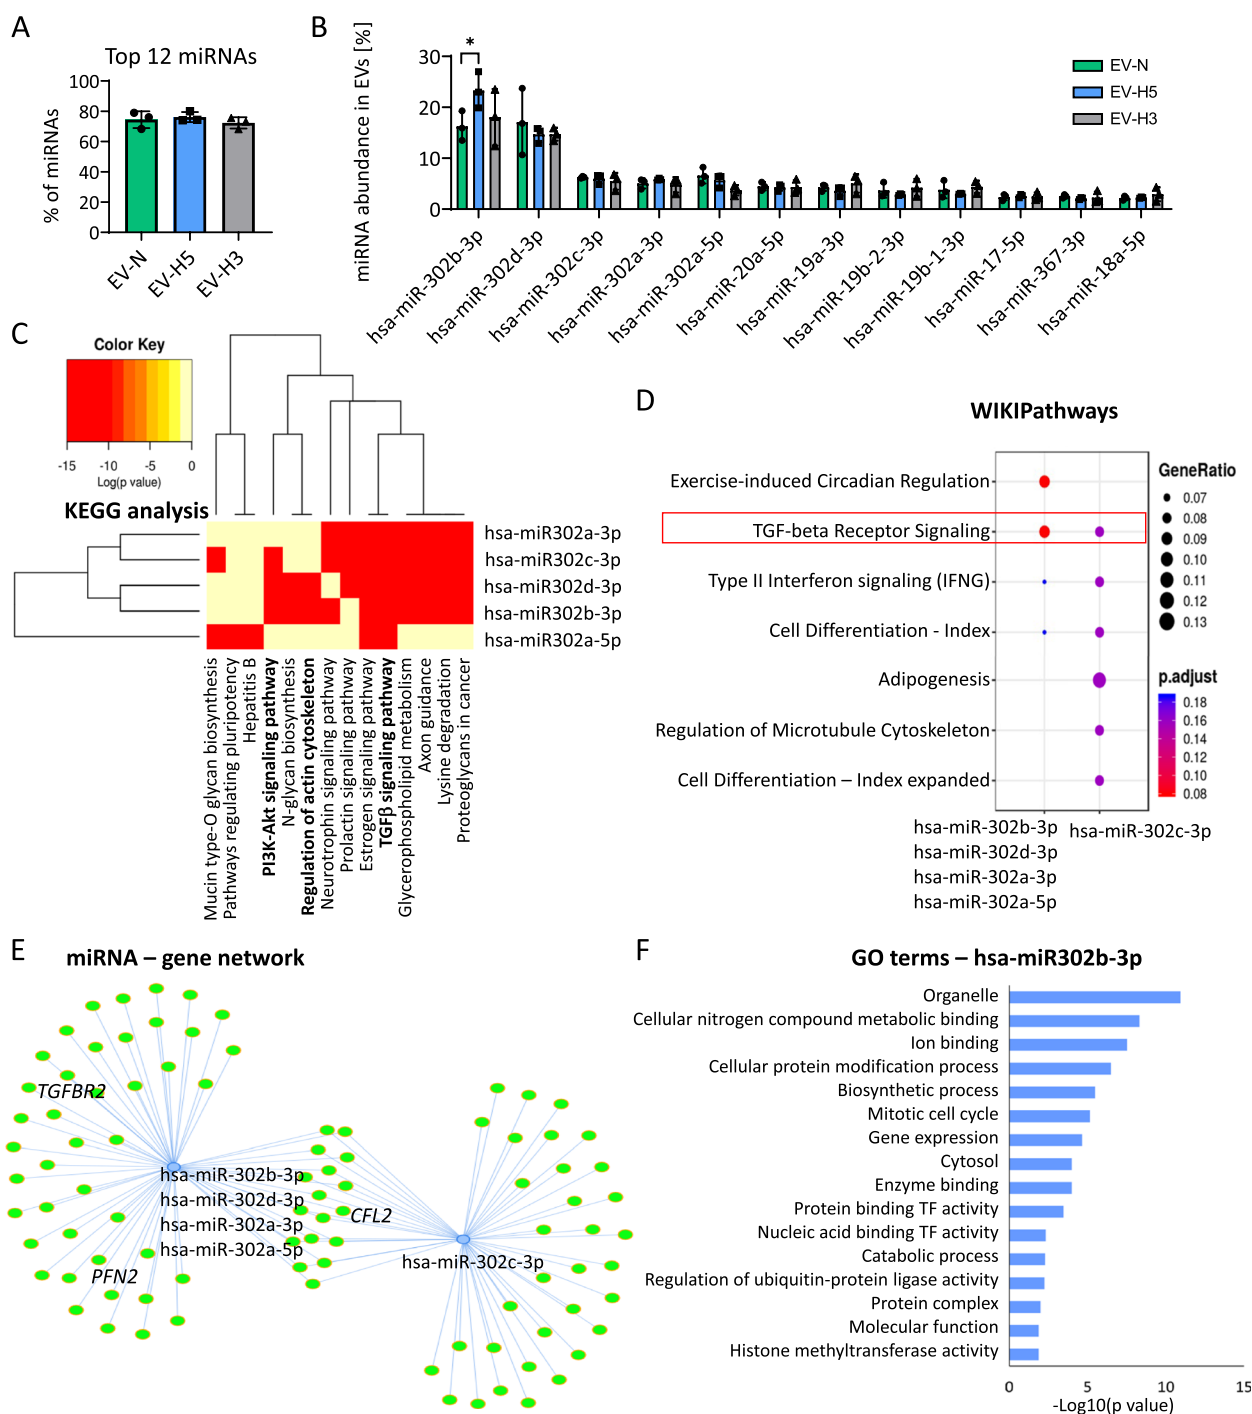 A
Top 12 miRNAs
% of miRNAs
100
80
60
40
20
0
EV-N
EV-H5
EV-H3
B
miRNA abundance in EVs [%]
30
20
10
0
*
EV-N
EV-H5
EV-H3
hsa-miR-302b-3p
hsa-miR-302d-3p
hsa-miR-302c-3p
hsa-miR-302a-3p
hsa-miR-302a-5p
hsa-miR-20a-5p
hsa-miR-19a-3p
hsa-miR-19b-2-3p
hsa-miR-19b-1-3p
hsa-miR-17-5p
hsa-miR-367-3p
hsa-miR-18a-5p
C
Color Key
-15 -10 -5 0
Log(p value)
KEGG analysis
hsa-miR302a-3p
hsa-miR302c-3p
hsa-miR302d-3p
hsa-miR302b-3p
hsa-miR302a-5p
Mucin type-O glycan biosynthesis
Pathways regulating pluripotency
Hepatitis B
PI3K-Akt signaling pathway
N-glycan biosynthesis
Regulation of actin cytoskeleton
Neurotrophin signaling pathway
Prolactin signaling pathway
Estrogen signaling pathway
TGFβ signaling pathway
Glycerophospholipid metabolism
Axon guidance
Lysine degradation
Proteoglycans in cancer
D
WIKIPathways
Exercise-induced Circadian Regulation
TGF-beta Receptor Signaling
Type II Interferon signaling (IFNG)
Cell Differentiation - Index
Adipogenesis
Regulation of Microtubule Cytoskeleton
Cell Differentiation – Index expanded
hsa-miR-302b-3p
hsa-miR-302d-3p
hsa-miR-302a-3p
hsa-miR-302a-5p
hsa-miR-302c-3p
GeneRatio
0.07
0.08
0.09
0.10
0.11
0.12
0.13
p.adjust
0.18
0.16
0.14
0.12
0.10
0.08
E
miRNA – gene network
TGFBR2
hsa-miR-302b-3p
hsa-miR-302d-3p
hsa-miR-302a-3p
hsa-miR-302a-5p
CFL2
PFN2
hsa-miR-302c-3p
F
GO terms – hsa-miR302b-3p
Organelle
Cellular nitrogen compound metabolic binding
Ion binding
Cellular protein modification process
Biosynthetic process
Mitotic cell cycle
Gene expression
Cytosol
Enzyme binding
Protein binding TF activity
Nucleic acid binding TF activity
Catabolic process
Regulation of ubiquitin-protein ligase activity
Protein complex
Molecular function
Histone methyltransferase activity
0 5 10 15
-Log10(p value)